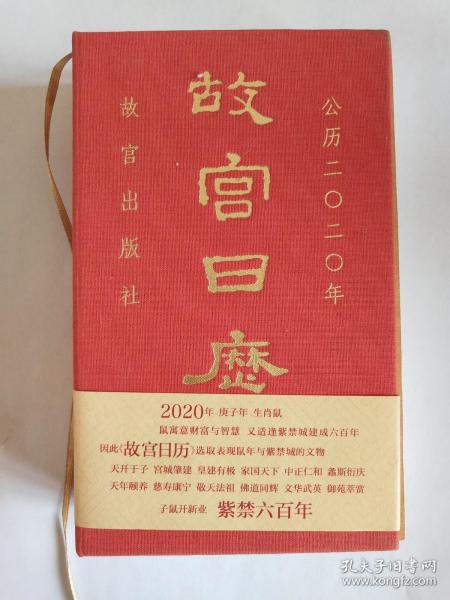 公历二〇二〇年
故宫日历
故宫出版社
2020年 庚子年 生肖鼠
鼠寓意财富与智慧 又适逢紫禁城建成六百年
因此《故宫日历》选取表现鼠年与紫禁城的文物
天开于子 宫城肇建 皇建有极 家国天下 中正仁和 螽斯衍庆
天年颐养 慈寿康宁 敬天法祖 佛道同辉 文华武英 御苑萃赏
子鼠开新业 紫禁六百年
孔夫子旧书网
kongfz.com